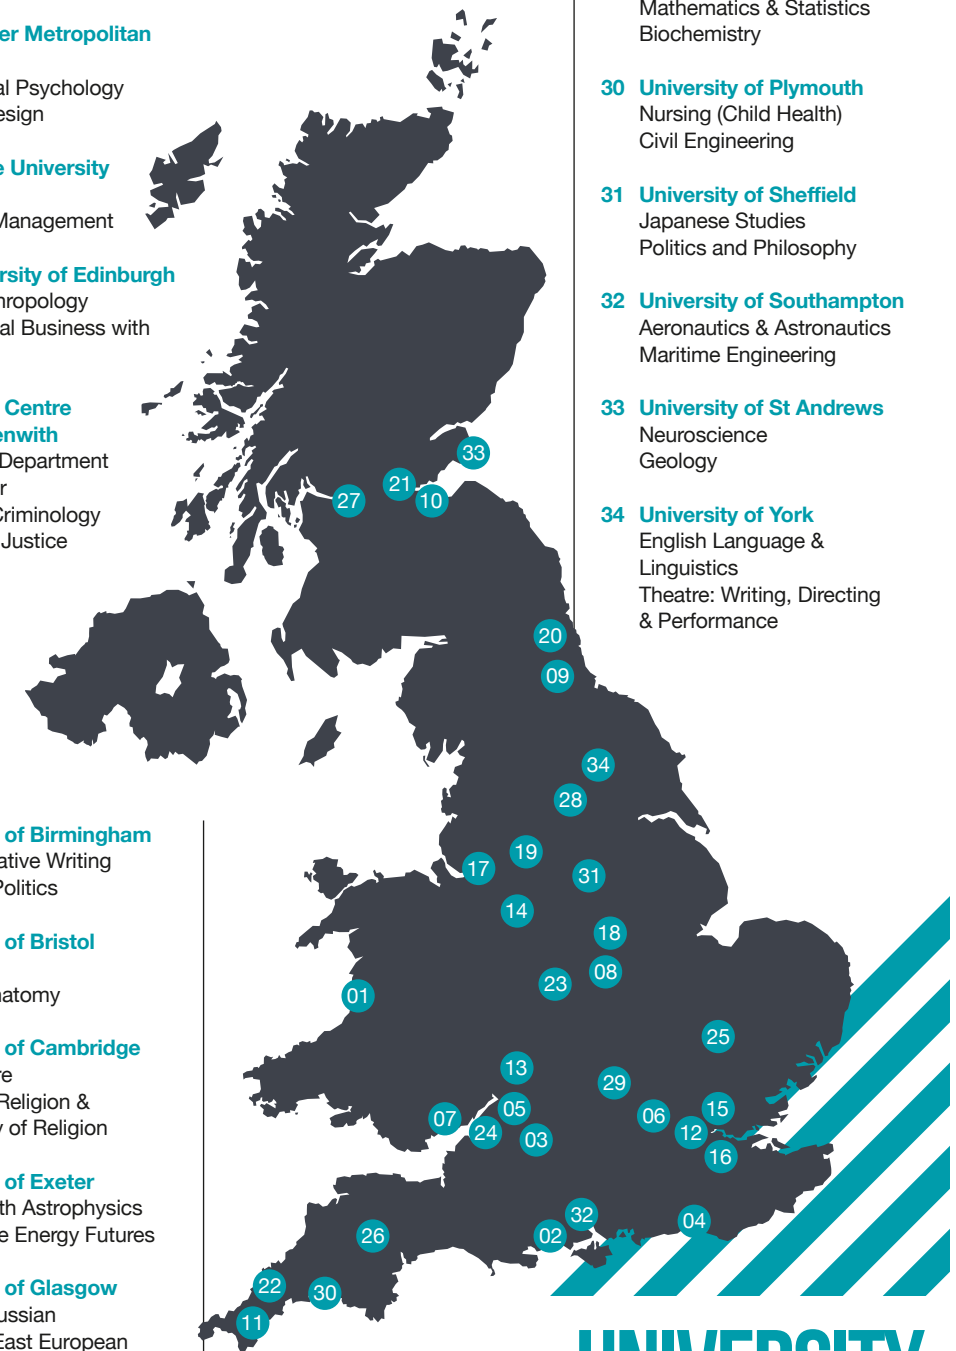 er Metropolitan
al Psychology
esign
e University
Management
rsity of Edinburgh
hropology
al Business with
Centre
enwith
Department
r
Criminology
Justice
of Birmingham
ative Writing
Politics
of Bristol
natomy
of Cambridge
re
Religion &
y of Religion
of Exeter
th Astrophysics
e Energy Futures
of Glasgow
ussian
East European
33
21
27
10
20
09
34
28
19
17
31
14
18
08
23
01
25
13
29
05
15
06
07
24
12
03
16
32
04
02
26
22
30
11
Mathematics & Statistics
Biochemistry
30 University of Plymouth
Nursing (Child Health)
Civil Engineering
31 University of Sheffield
Japanese Studies
Politics and Philosophy
32 University of Southampton
Aeronautics & Astronautics
Maritime Engineering
33 University of St Andrews
Neuroscience
Geology
34 University of York
English Language &
Linguistics
Theatre: Writing, Directing
& Performance
UNIVERSITY